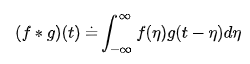 (f ∗ g)(t) ≐ ∫_{−∞}^{∞} f(η)g(t − η)dη